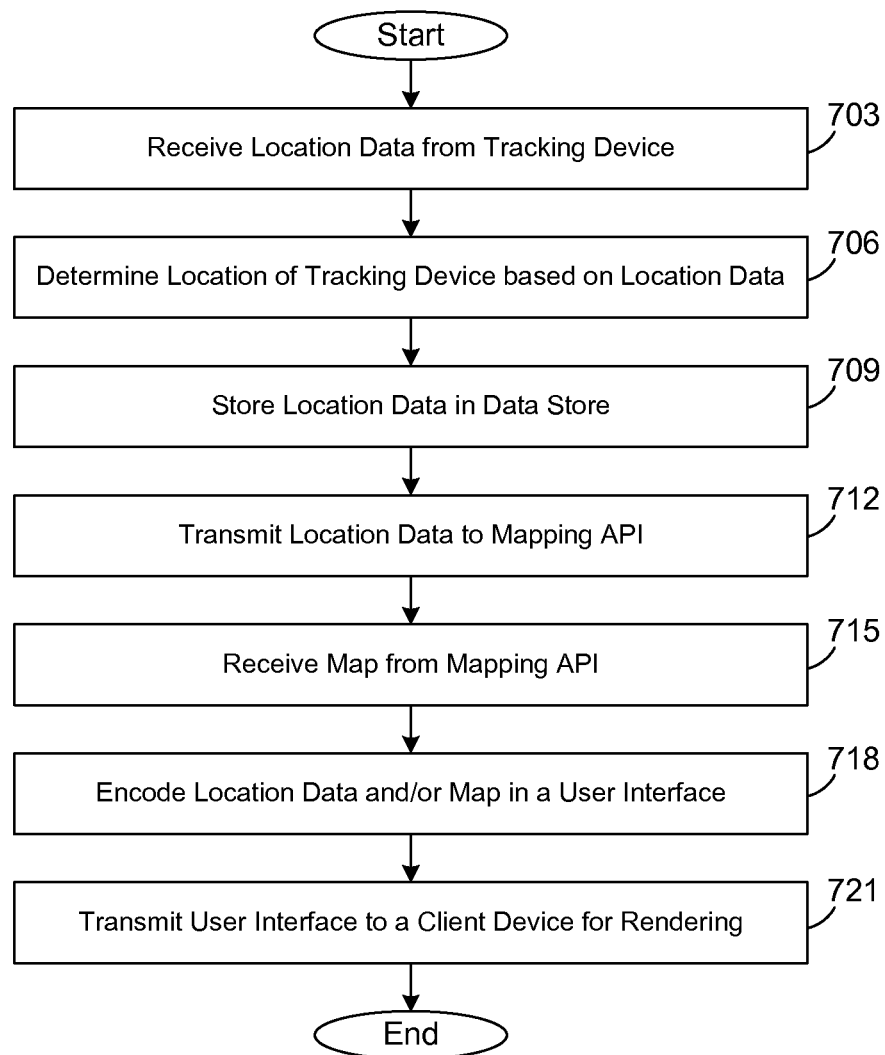 Start
703
Receive Location Data from Tracking Device
706
Determine Location of Tracking Device based on Location Data
709
Store Location Data in Data Store
712
Transmit Location Data to Mapping API
715
Receive Map from Mapping API
718
Encode Location Data and/or Map in a User Interface
721
Transmit User Interface to a Client Device for Rendering
End